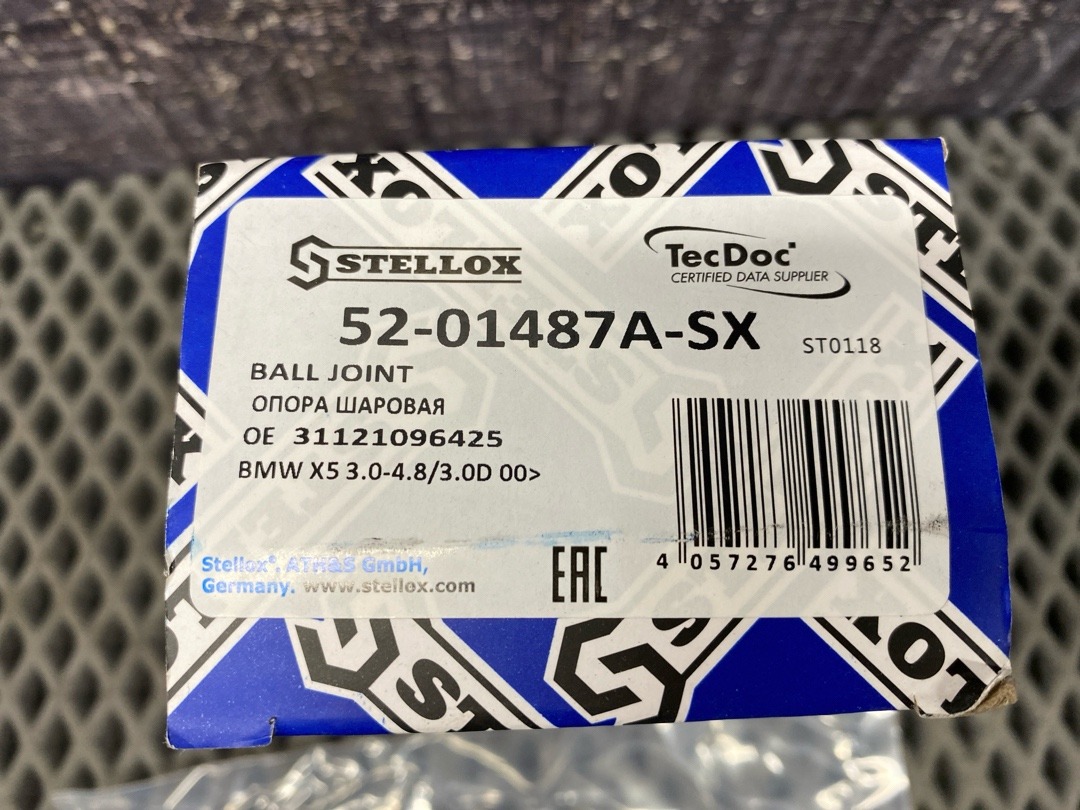 STELLOX
TecDoc
CERTIFIED DATA SUPPLIER
52-01487A-SX
ST0118
BALL JOINT
ОПОРА ШАРОВАЯ
OE 31121096425
BMW X5 3.0-4.8/3.0D 00>
Stellox®. ATH&S GmbH,
Germany. www.stellox.com
EAC
4 057276 499652